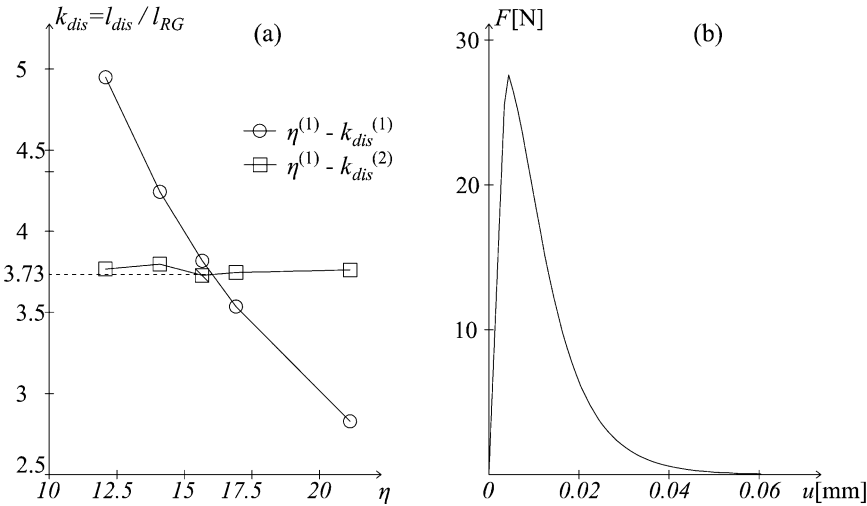 k_dis=l_dis / l_RG
(a)
5
4.5
4
3.73
3.5
3
2.5
η^(1) - k_dis^(1)
η^(1) - k_dis^(2)
10 12.5 15 17.5 20 η
F[N]
(b)
30
20
10
0 0.02 0.04 0.06 u[mm]